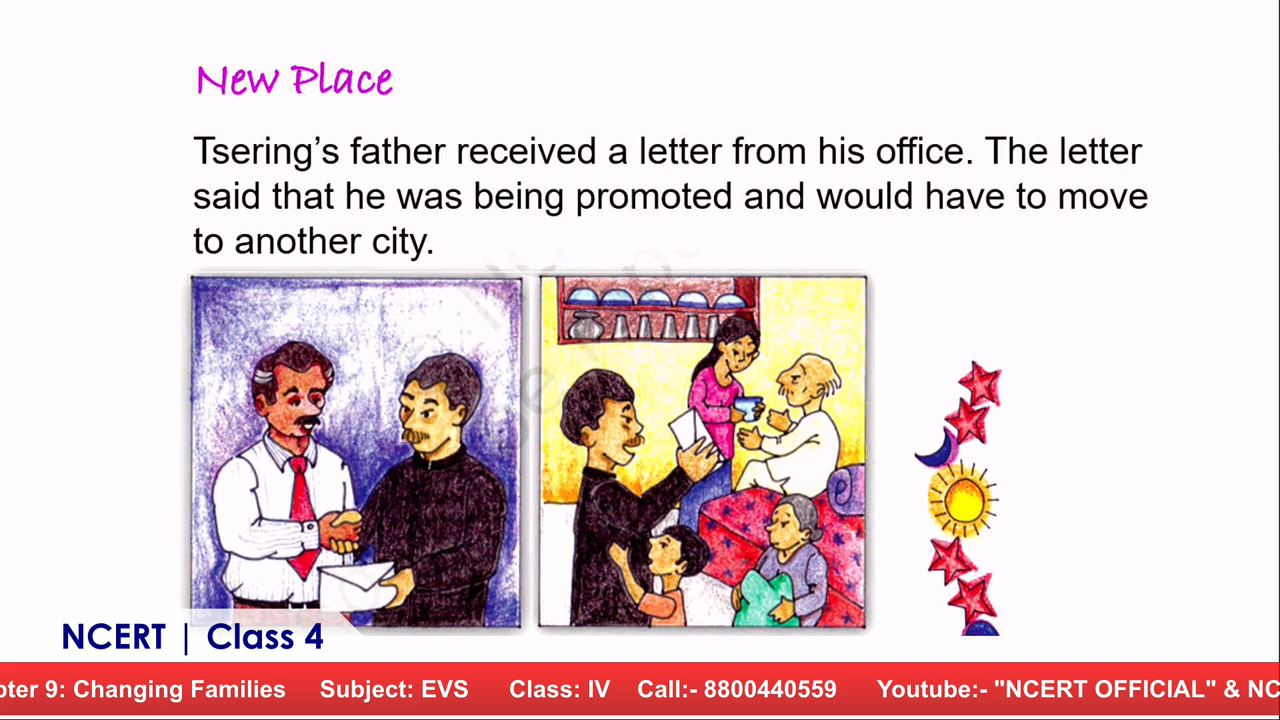 New Place
Tsering’s father received a letter from his office. The letter
said that he was being promoted and would have to move
to another city.
NCERT | Class 4
pter 9: Changing Families Subject: EVS Class: IV Call:- 8800440559 Youtube:- "NCERT OFFICIAL" & NC